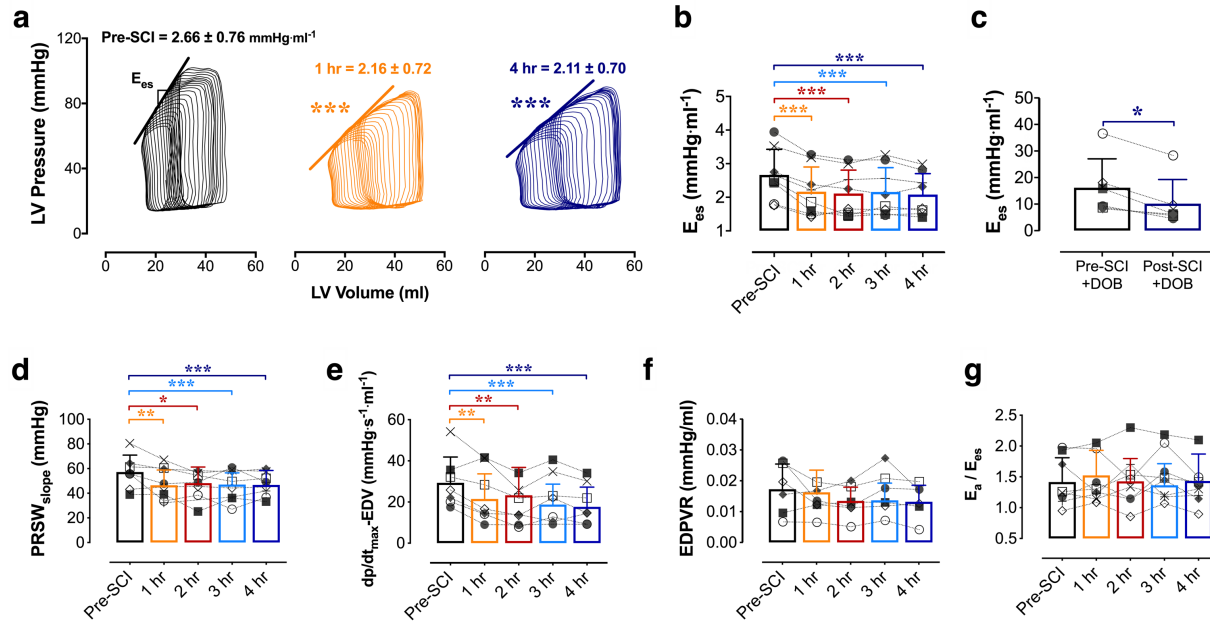 a
Pre-SCI = 2.66 ± 0.76 mmHg·ml-1
1 hr = 2.16 ± 0.72
4 hr = 2.11 ± 0.70
Ees
***
***
LV Pressure (mmHg)
120
80
40
0
0 20 40 60
0 20 40 60
0 20 40 60
LV Volume (ml)
b
***
***
***
***
Ees (mmHg·ml-1)
5
4
3
2
1
Pre-SCI
1 hr
2 hr
3 hr
4 hr
c
*
Ees (mmHg·ml-1)
50
40
30
20
10
0
Pre-SCI
+DOB
Post-SCI
+DOB
d
***
***
*
**
PRSWslope (mmHg)
100
80
60
40
20
0
Pre-SCI
1 hr
2 hr
3 hr
4 hr
e
***
***
**
**
dp/dtmax-EDV (mmHg·s-1·ml-1)
60
40
20
0
Pre-SCI
1 hr
2 hr
3 hr
4 hr
f
EDPVR (mmHg/ml)
0.04
0.03
0.02
0.01
0.00
Pre-SCI
1 hr
2 hr
3 hr
4 hr
g
Ea / Ees
2.5
2.0
1.5
1.0
0.5
Pre-SCI
1 hr
2 hr
3 hr
4 hr